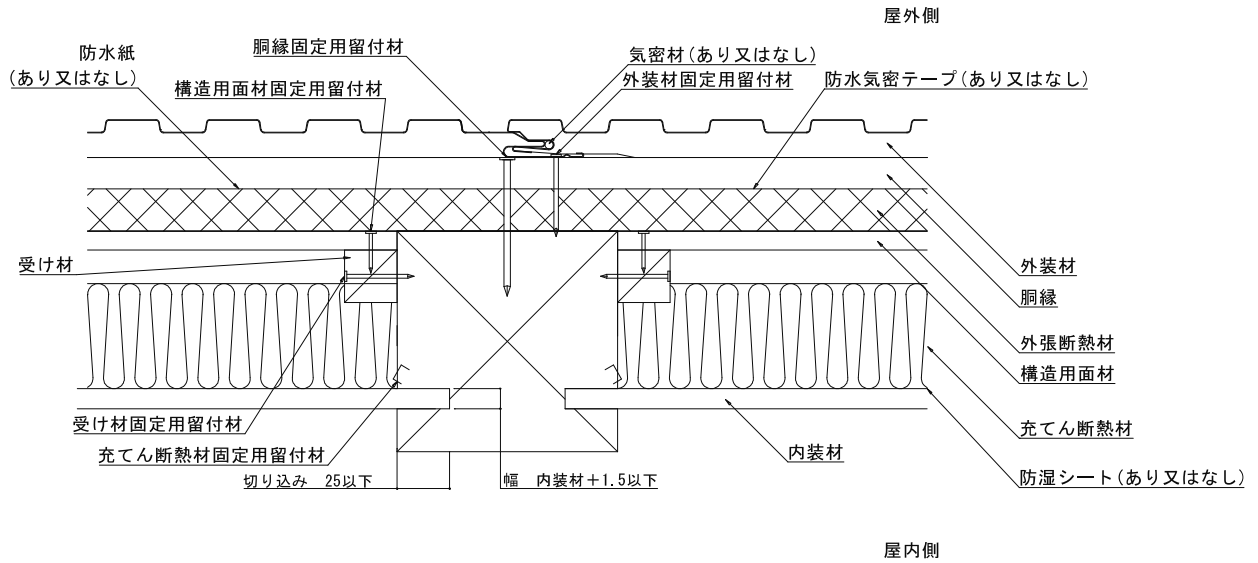 屋外側
防水紙
(あり又はなし)
胴縁固定用留付材
構造用面材固定用留付材
気密材(あり又はなし)
外装材固定用留付材
防水気密テープ(あり又はなし)
受け材
外装材
胴縁
外張断熱材
構造用面材
受け材固定用留付材
充てん断熱材固定用留付材
切り込み 25以下
幅 内装材+1.5以下
内装材
充てん断熱材
防湿シート(あり又はなし)
屋内側